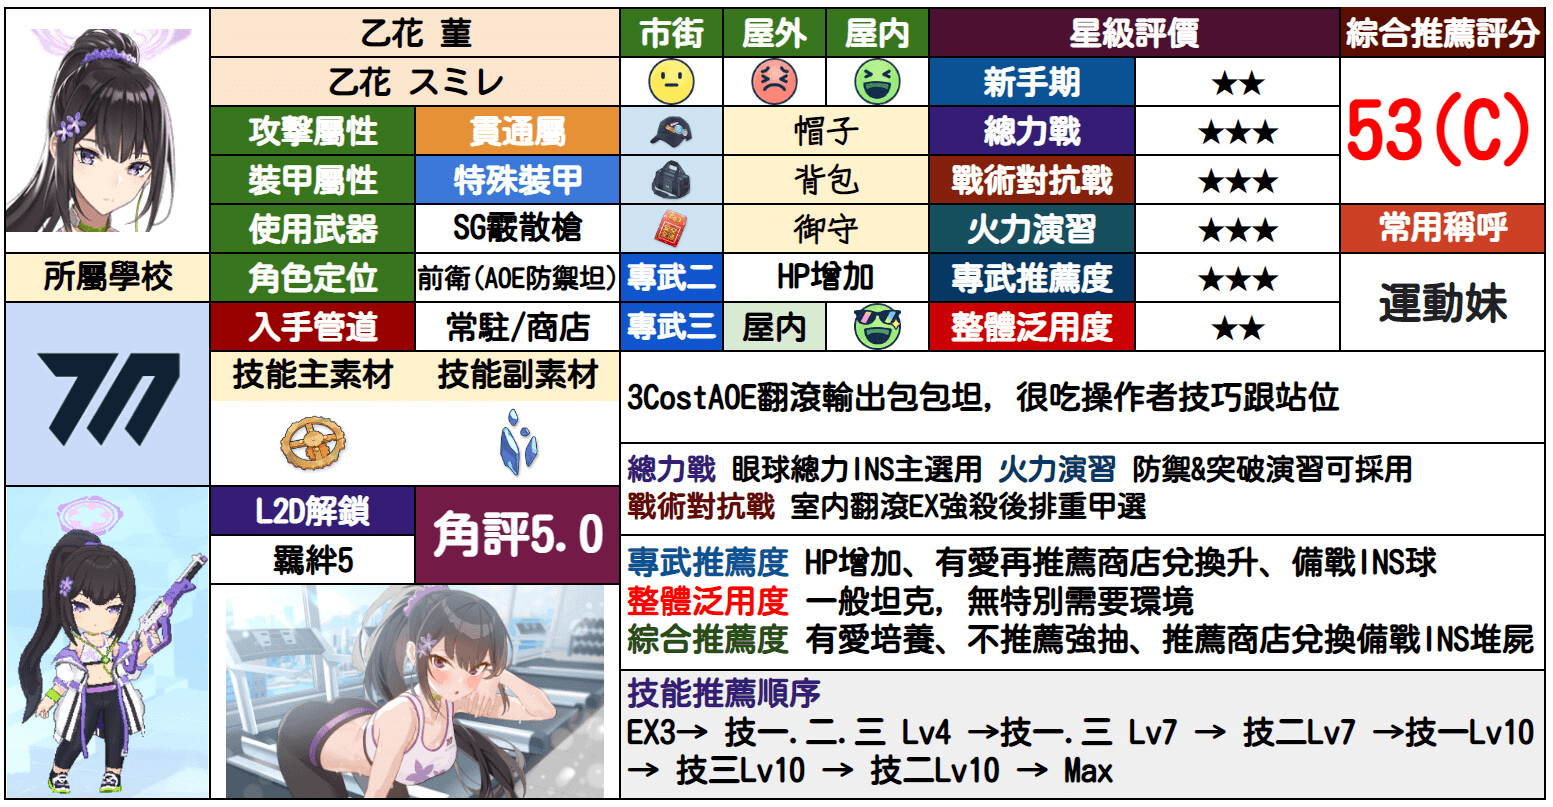 乙花 菫
市街
屋外
屋内
星級評價
綜合推薦評分
乙花 スミレ
新手期
★★
53(C)
攻擊屬性
貫通屬
帽子
總力戰
★★★
裝甲屬性
特殊裝甲
背包
戰術對抗戰
★★★
使用武器
SG霰散槍
御守
火力演習
★★★
常用稱呼
所屬學校
角色定位
前衛(AOE防禦坦)
專武二
HP增加
專武推薦度
★★★
運動妹
入手管道
常駐/商店
專武三
屋内
整體泛用度
★★
技能主素材
技能副素材
3CostAOE翻滾輸出包包坦, 很吃操作者技巧跟站位
總力戰 眼球總力INS主選用 火力演習 防禦&突破演習可採用
戰術對抗戰 室内翻滾EX強殺後排重甲選
L2D解鎖
角評5.0
羈絆5
專武推薦度 HP增加、有愛再推薦商店兌換升、備戰INS球
整體泛用度 一般坦克, 無特別需要環境
綜合推薦度 有愛培養、不推薦強抽、推薦商店兌換備戰INS堆屍
技能推薦順序
EX3→ 技一.二.三 Lv4 →技一.三 Lv7 → 技二Lv7 →技一Lv10
→ 技三Lv10 → 技二Lv10 → Max